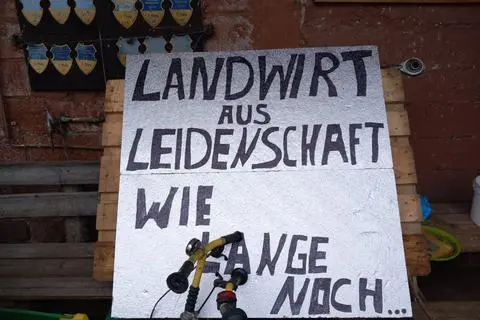 LANDWIRT
AUS
LEIDENSCHAFT
WIE
LANGE
NOCH...